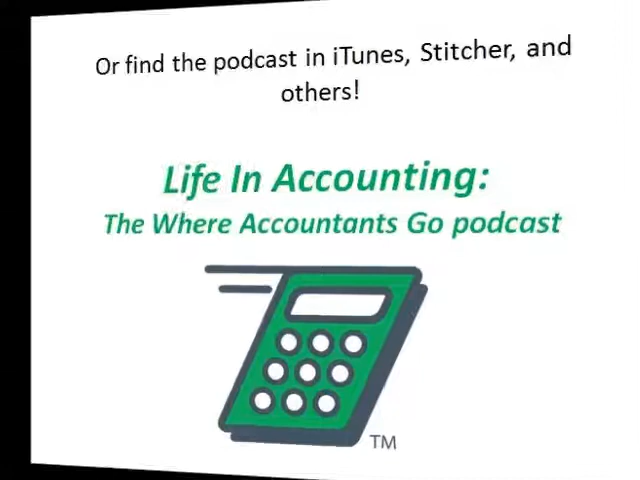 Or find the podcast in iTunes, Stitcher, and
others!
Life In Accounting:
The Where Accountants Go podcast
TM